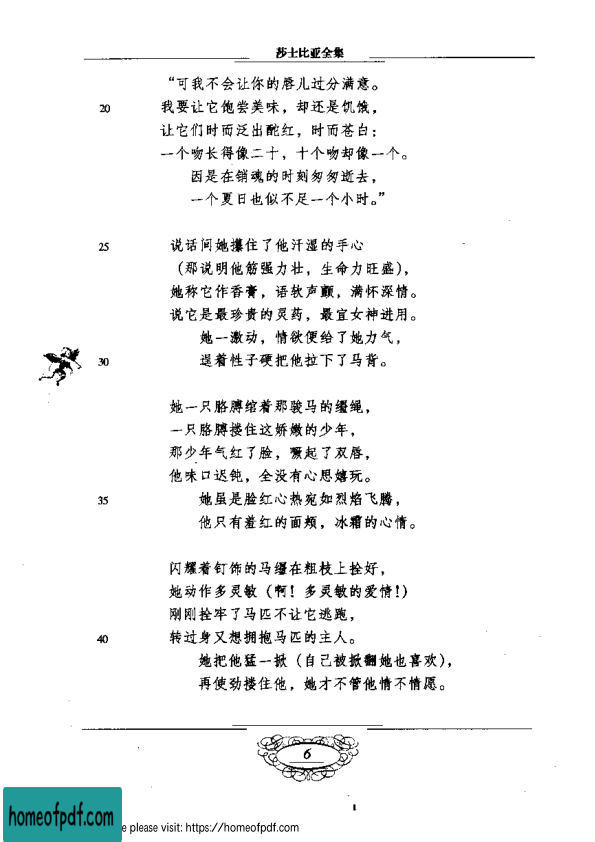 莎士比亚全集
“可我不会让你的唇儿过分满意。
20 我要让它饱尝美味，却还是饥饿，
让它们时而泛出酡红，时而苍白；
一个吻长得像二十，十个吻却像一个。
因是在销魂的时刻匆匆逝去，
一个夏日也似不足一个小时。”
25 说话间她攥住了他汗湿的手心
（那说明他筋强力壮，生命力旺盛），
她称它作香膏，语软声颤，满怀深情。
说它是最珍贵的灵药，最宜女神进用。
她一激动，情欲便给了她力气，
30 逞着性子硬把他拉下了马背。
她一只胳膊绾着那骏马的缰绳，
一只胳膊搂住这娇嫩的少年，
那少年气红了脸，噘起了双唇，
他味口迟钝，全没有心思嬉玩。
35 她虽是脸红心热宛如烈焰飞腾，
他只有羞红的面颊，冰霜的心情。
闪耀着钉饰的马缰在粗枝上拴好，
她动作多灵敏（啊！多灵敏的爱情！）
刚刚拴牢了马匹不让它逃跑，
40 转过身又想拥抱马匹的主人。
她把他猛一掀（自己被掀翻她也喜欢），
再使劲搂住他，她才不管他情不情愿。
6
homeofpdf.com
e please visit: https://homeofpdf.com